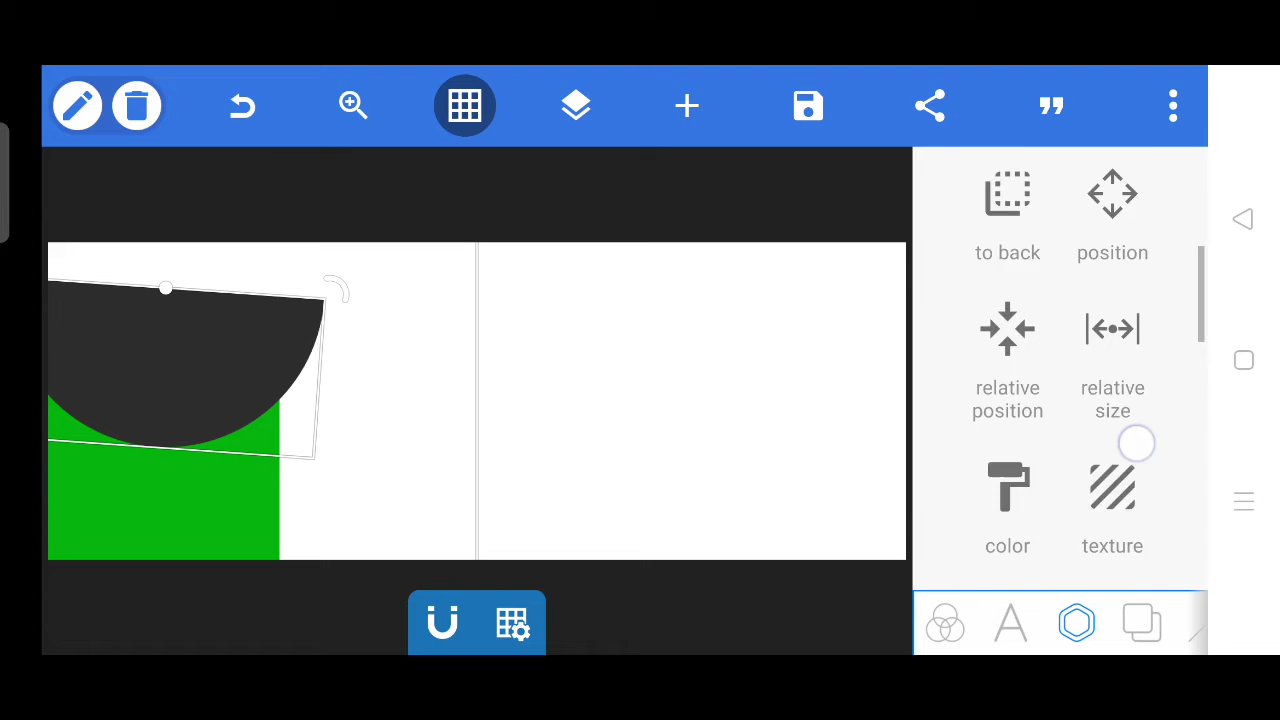 to back
position
relative
position
relative
size
color
texture